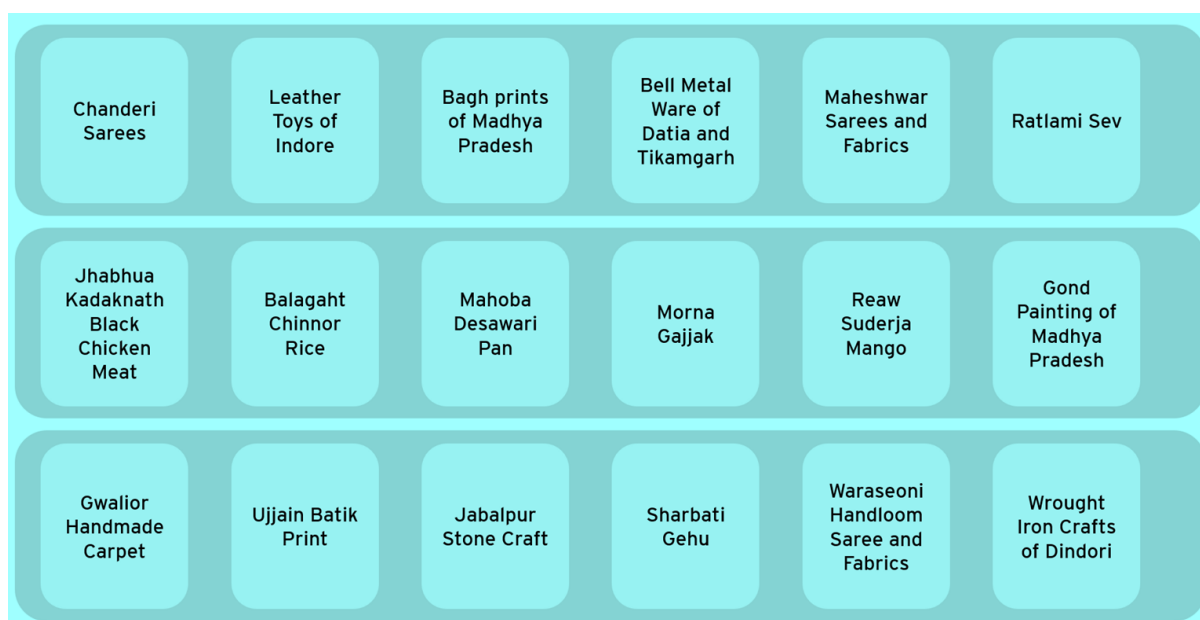 Chanderi
Sarees
Leather
Toys of
Indore
Bagh prints
of Madhya
Pradesh
Bell Metal
Ware of
Datia and
Tikamgarh
Maheshwar
Sarees and
Fabrics
Ratlami Sev
Jhabhua
Kadaknath
Black
Chicken
Meat
Balagaht
Chinnor
Rice
Mahoba
Desawari
Pan
Morna
Gajjak
Reaw
Suderja
Mango
Gond
Painting of
Madhya
Pradesh
Gwalior
Handmade
Carpet
Ujjain Batik
Print
Jabalpur
Stone Craft
Sharbati
Gehu
Waraseoni
Handloom
Saree and
Fabrics
Wrought
Iron Crafts
of Dindori